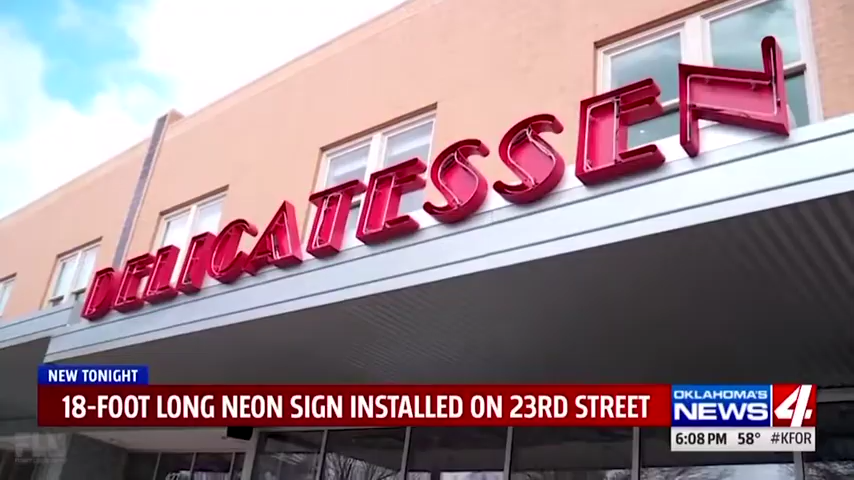 DELICATESSEN
NEW TONIGHT
18-FOOT LONG NEON SIGN INSTALLED ON 23RD STREET
OKLAHOMA'S
NEWS 4
6:08 PM 58° #KFOR